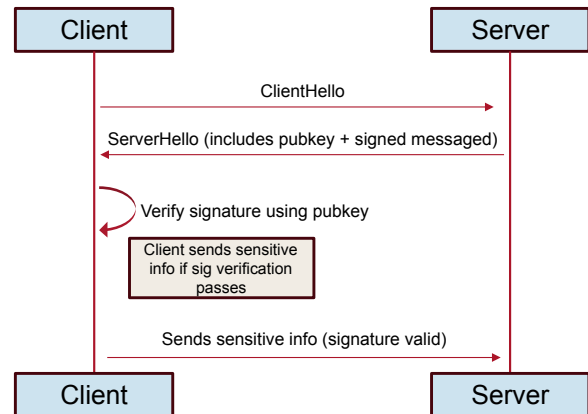 Client
Server
ClientHello
ServerHello (includes pubkey + signed messaged)
Verify signature using pubkey
Client sends sensitive
info if sig verification
passes
Sends sensitive info (signature valid)
Client
Server